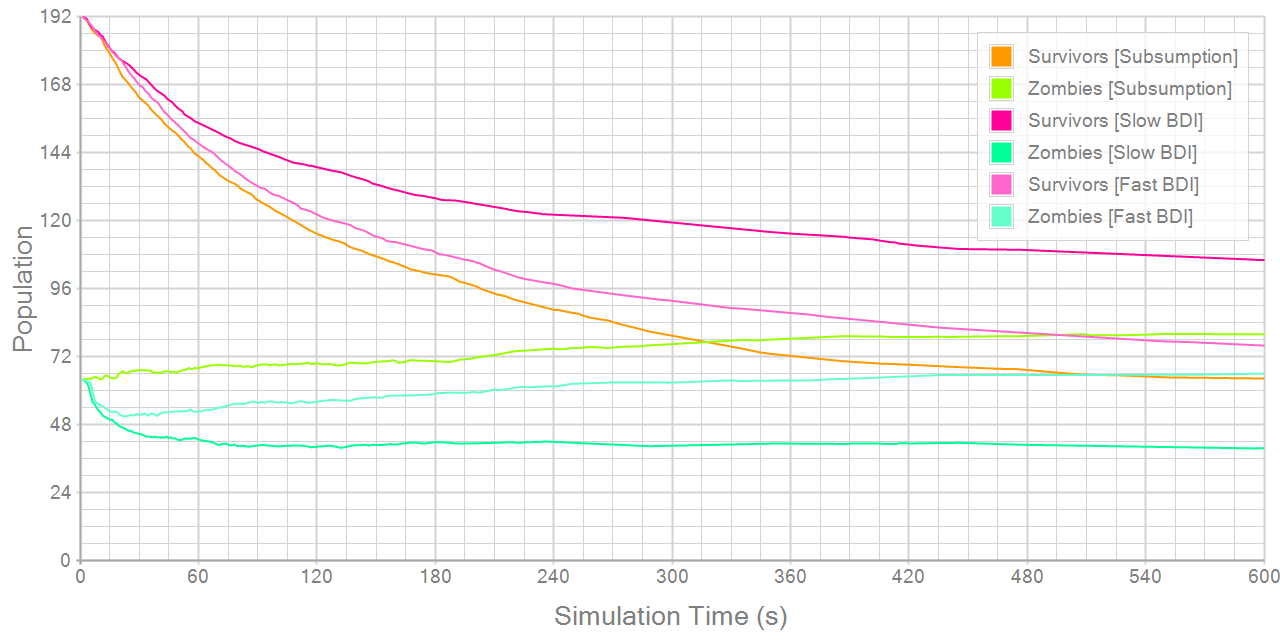 192
168
144
120
96
72
48
24
0
Population
Survivors [Subsumption]
Zombies [Subsumption]
Survivors [Slow BDI]
Zombies [Slow BDI]
Survivors [Fast BDI]
Zombies [Fast BDI]
0 60 120 180 240 300 360 420 480 540 600
Simulation Time (s)